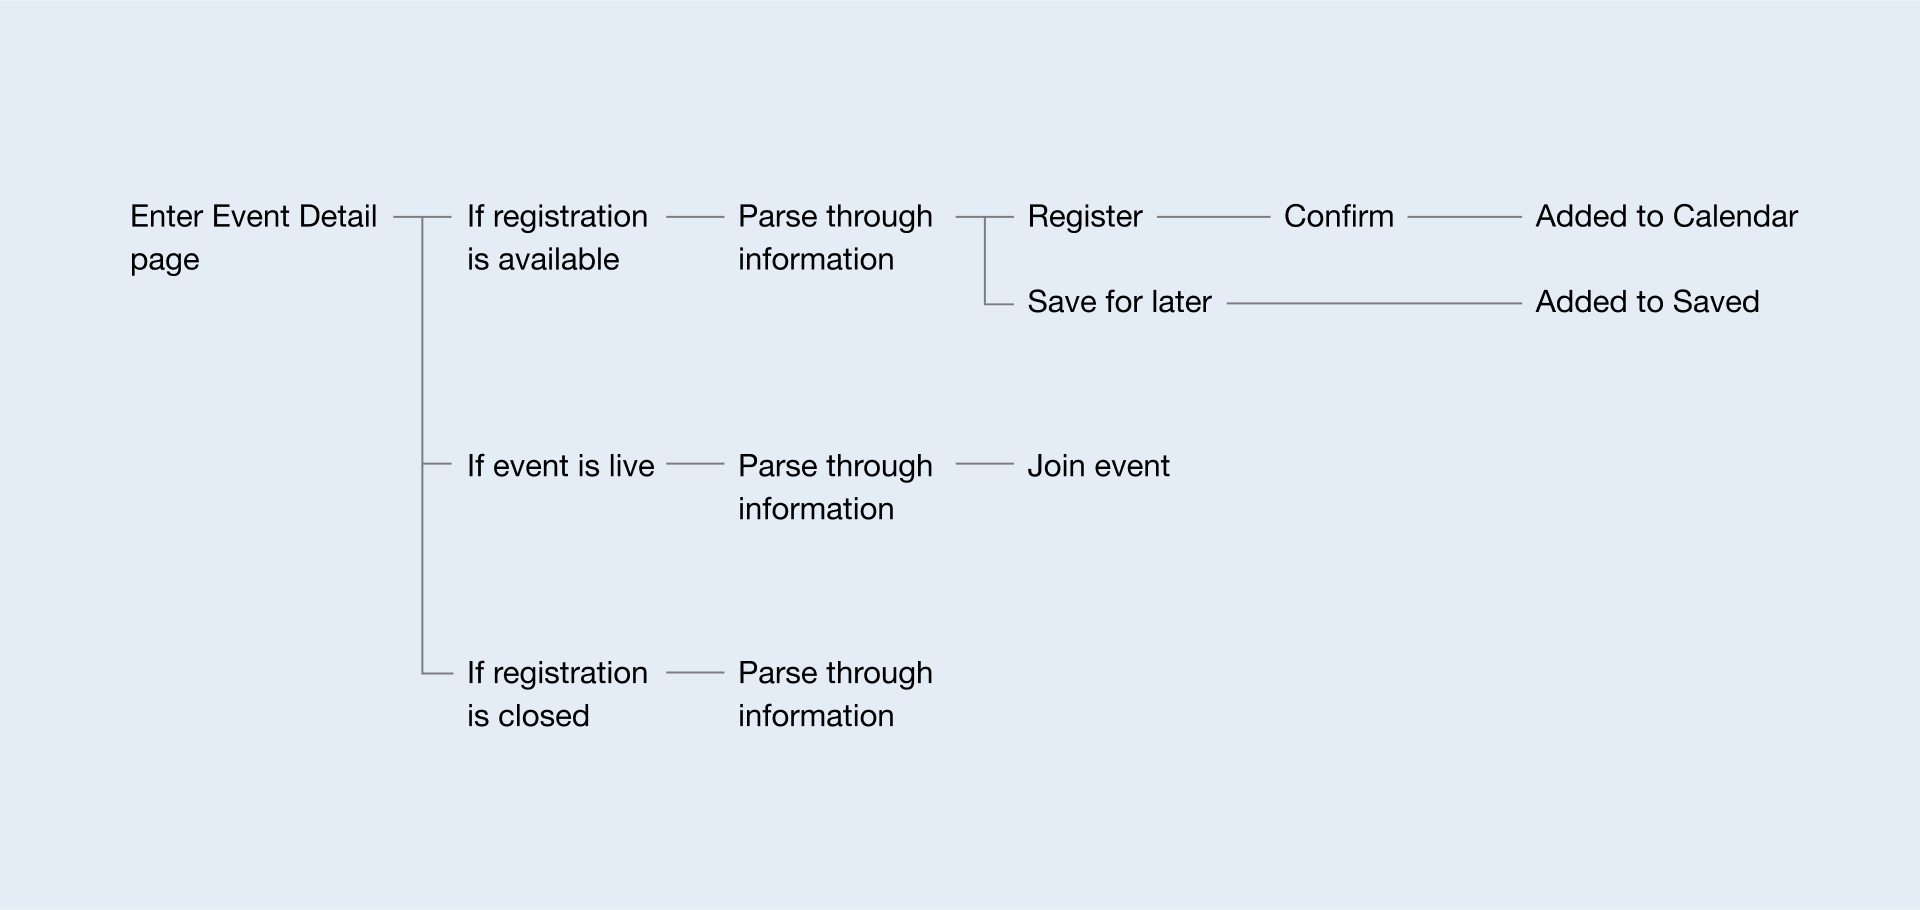 Enter Event Detail
page
If registration
is available
Parse through
information
Register
Confirm
Added to Calendar
Save for later
Added to Saved
If event is live
Parse through
information
Join event
If registration
is closed
Parse through
information